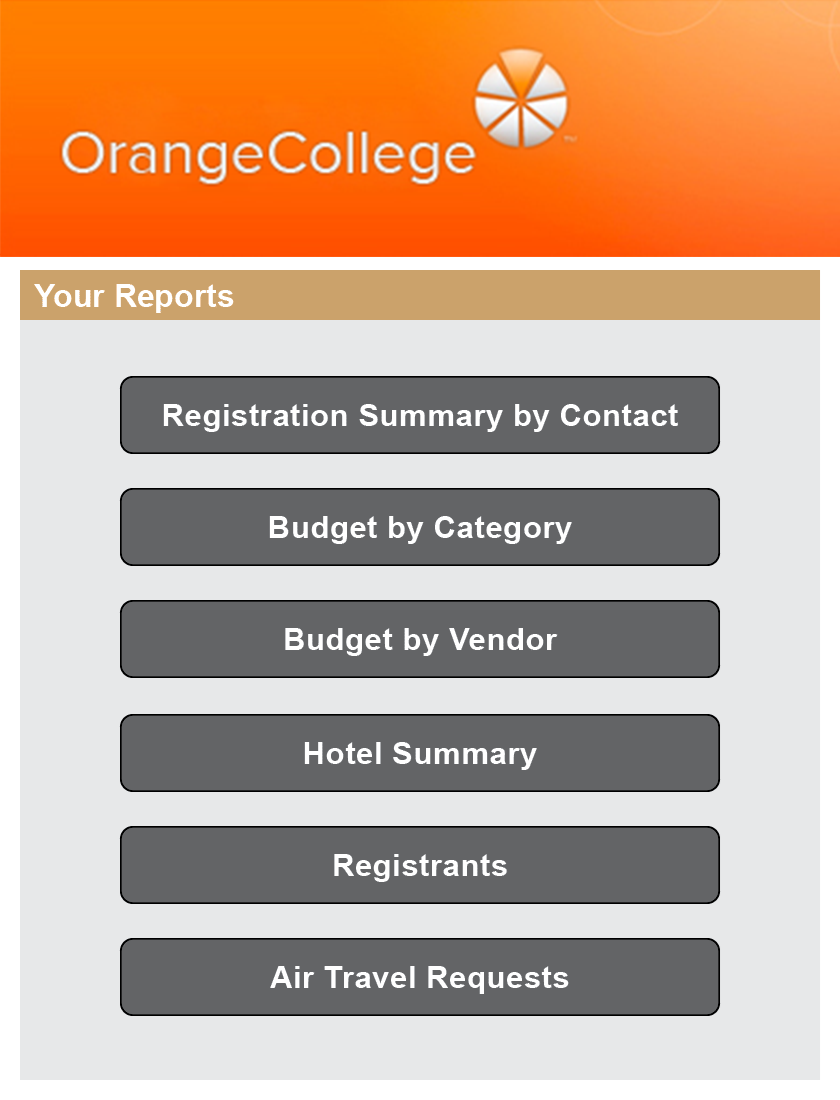 OrangeCollege
™
Your Reports
Registration Summary by Contact
Budget by Category
Budget by Vendor
Hotel Summary
Registrants
Air Travel Requests